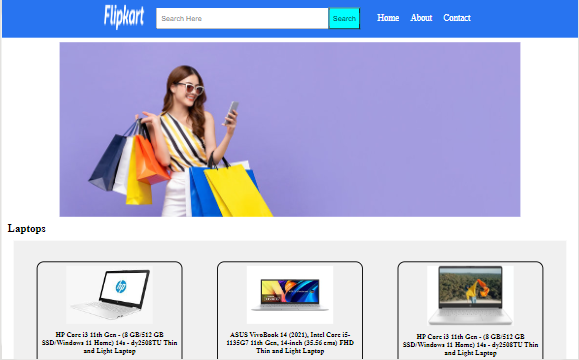 Flipkart Search Here Search Home About Contact
Laptops
HP Core i3 11th Gen - (8 GB/512 GB
SSD/Windows 11 Home) 14s - dy2508TU Thin
and Light Laptop
ASUS VivoBook 14 (2021), Intel Core i5-
1135G7 11th Gen, 14-inch (35.56 cms) FHD
Thin and Light Laptop
HP Core i3 11th Gen - (8 GB/512 GB
SSD/Windows 11 Home) 14s - dy2508TU Thin
and Light Laptop